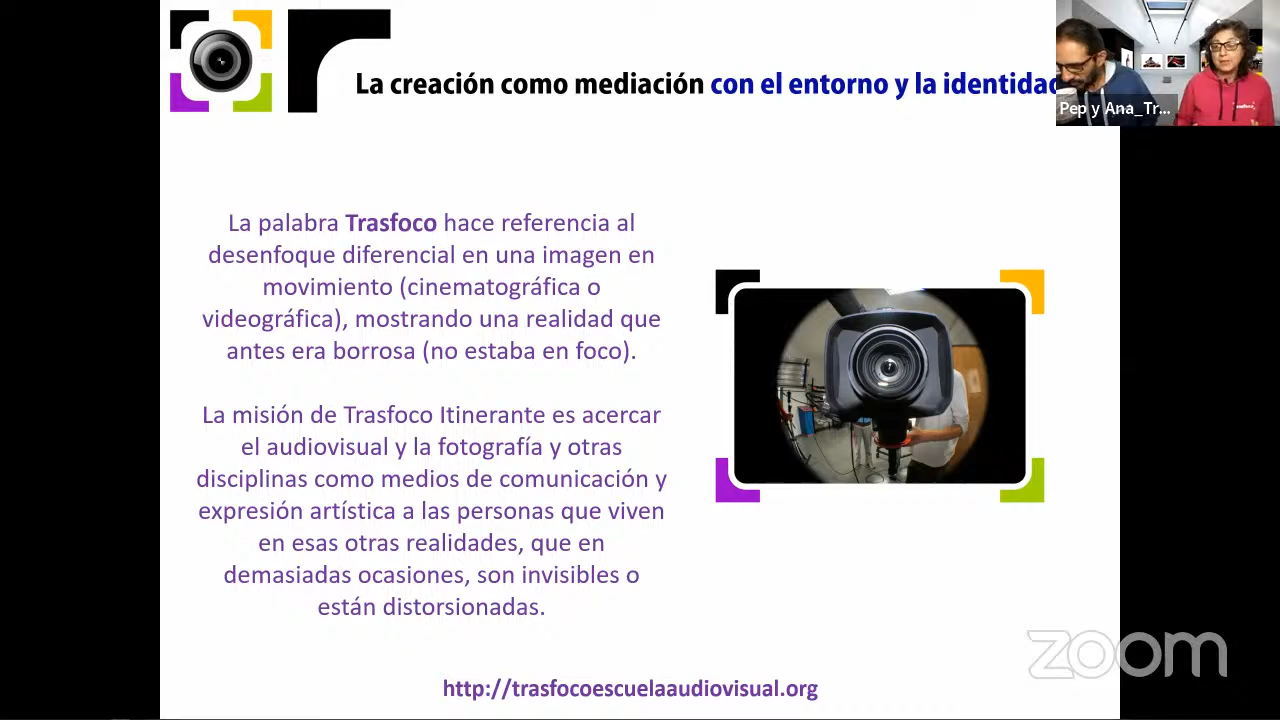 La creación como mediación con el entorno y la identidad
Pep y Ana_Tr...
La palabra Trasfoco hace referencia al
desenfoque diferencial en una imagen en
movimiento (cinematográfica o
videográfica), mostrando una realidad que
antes era borrosa (no estaba en foco).
La misión de Trasfoco Itinerante es acercar
el audiovisual y la fotografía y otras
disciplinas como medios de comunicación y
expresión artística a las personas que viven
en esas otras realidades, que en
demasiadas ocasiones, son invisibles o
están distorsionadas.
zoom
http://trasfocoescuelaaudiovisual.org